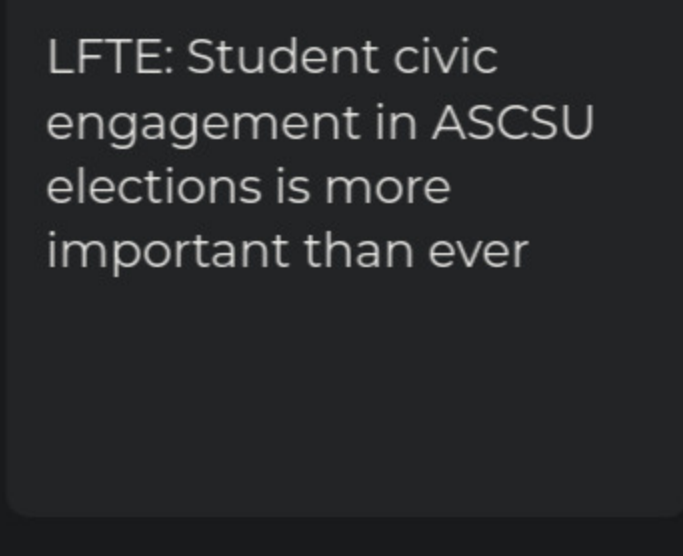 LFTE: Student civic
engagement in ASCSU
elections is more
important than ever